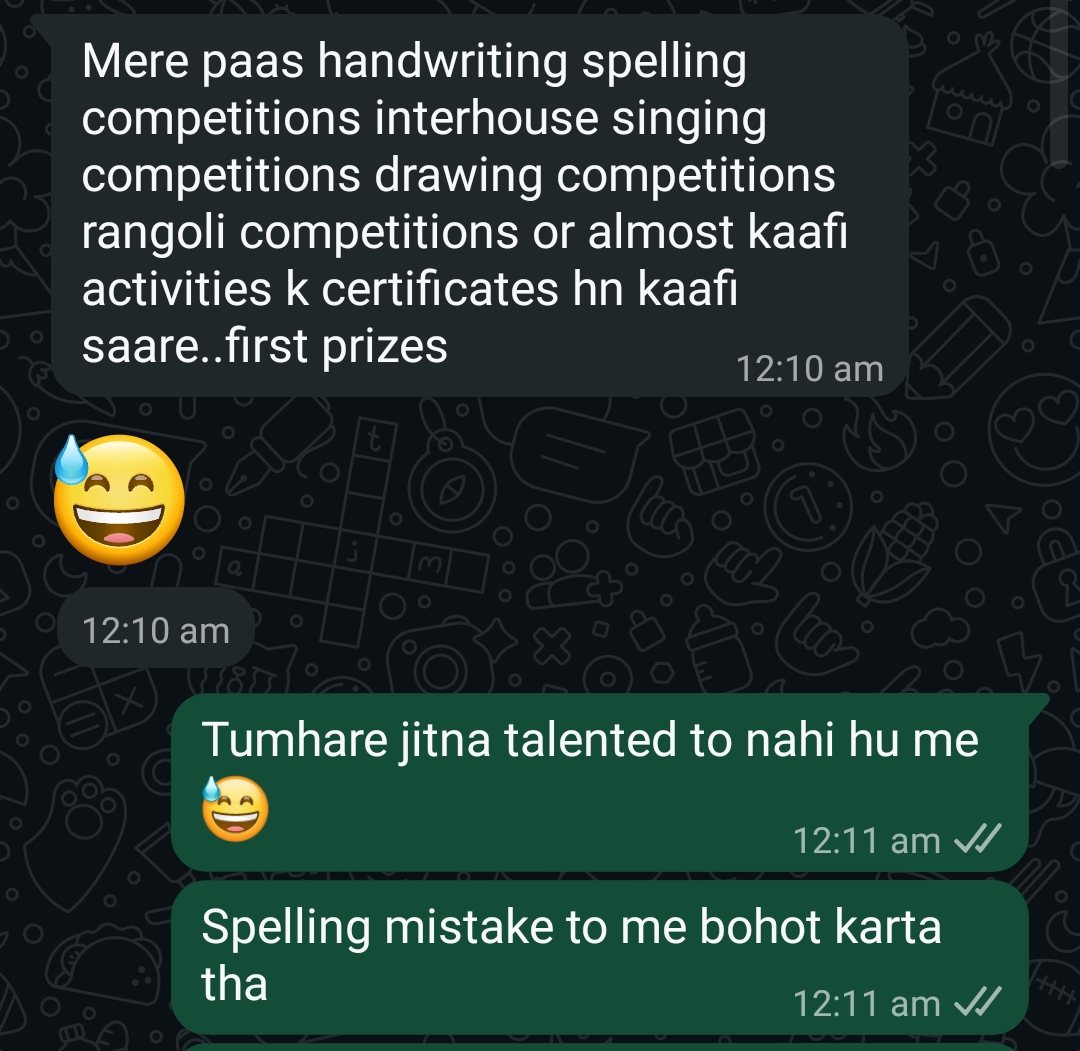 Mere paas handwriting spelling
competitions interhouse singing
competitions drawing competitions
rangoli competitions or almost kaafi
activities k certificates hn kaafi
saare..first prizes
12:10 am
😅
12:10 am
Tumhare jitna talented to nahi hu me
😅
12:11 am
Spelling mistake to me bohot karta
tha
12:11 am